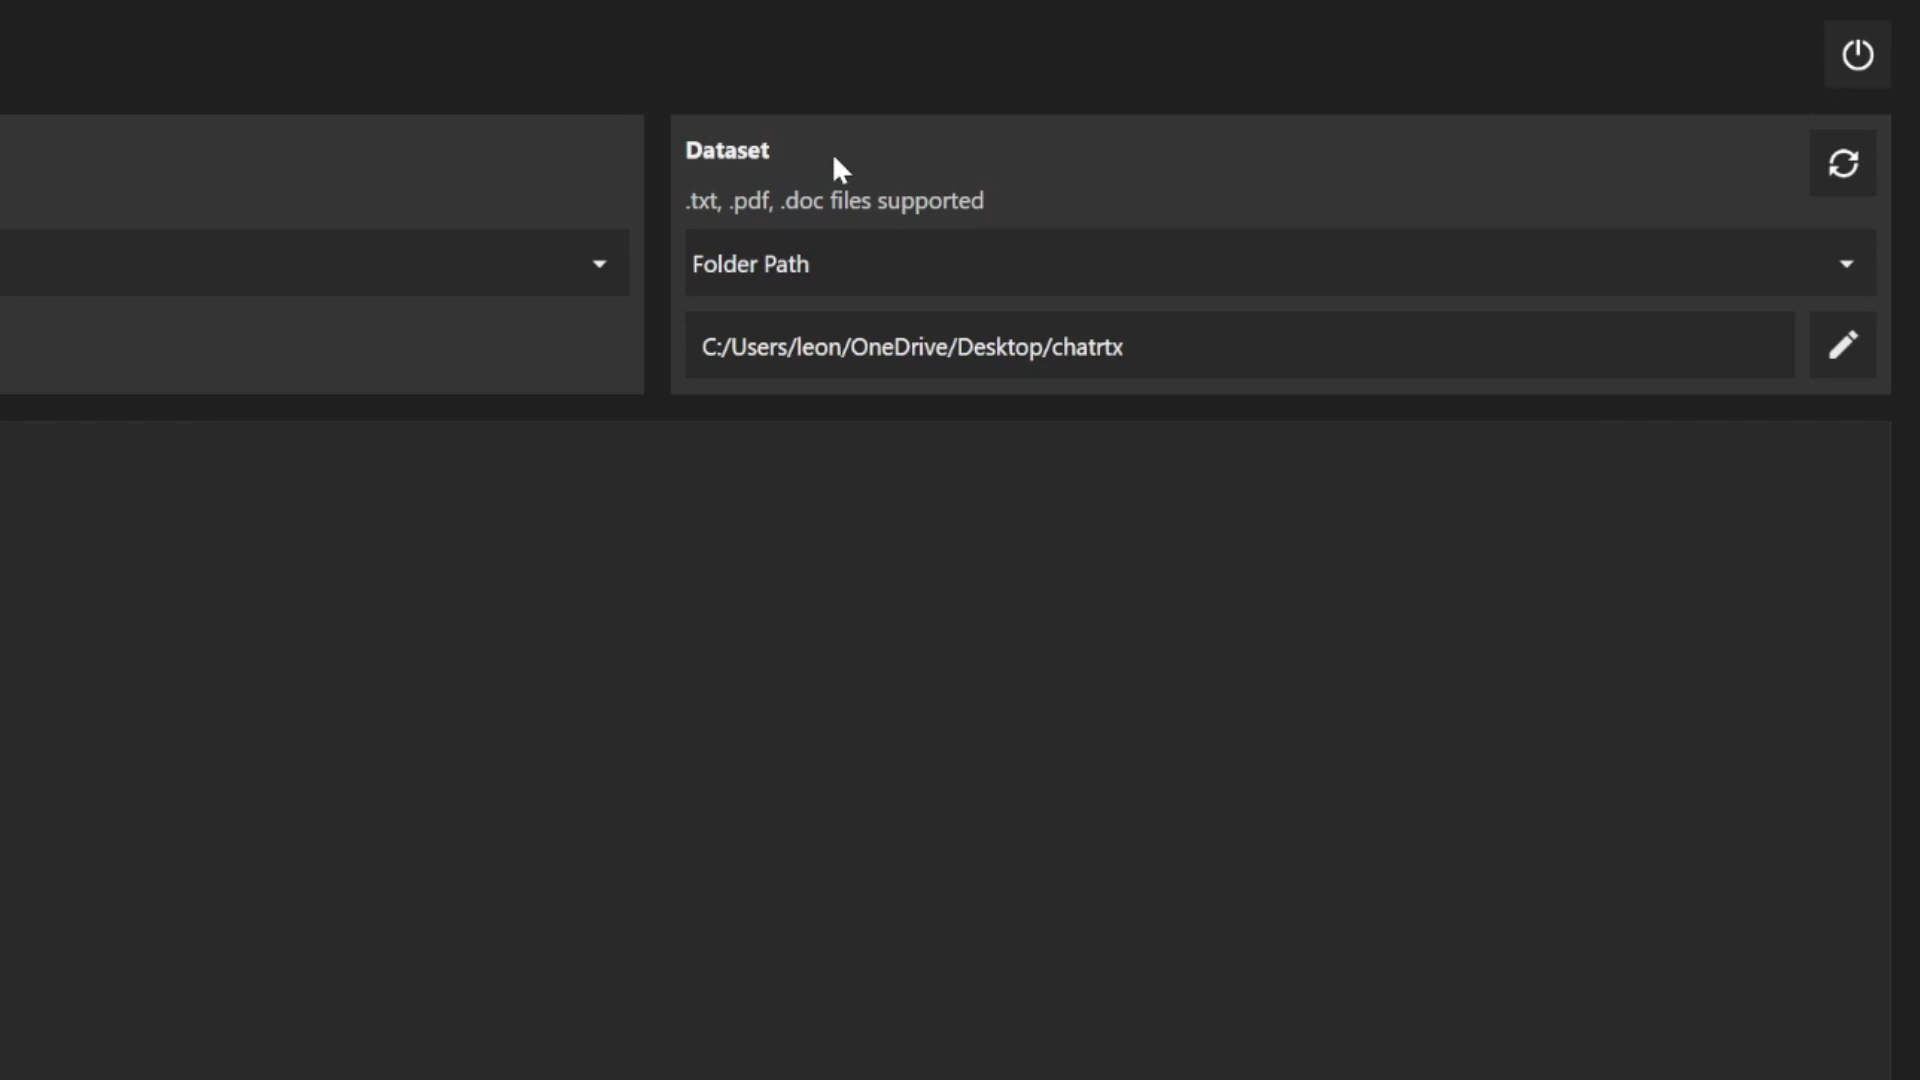 Dataset
.txt, .pdf, .doc files supported
Folder Path
C:/Users/leon/OneDrive/Desktop/chatrtx